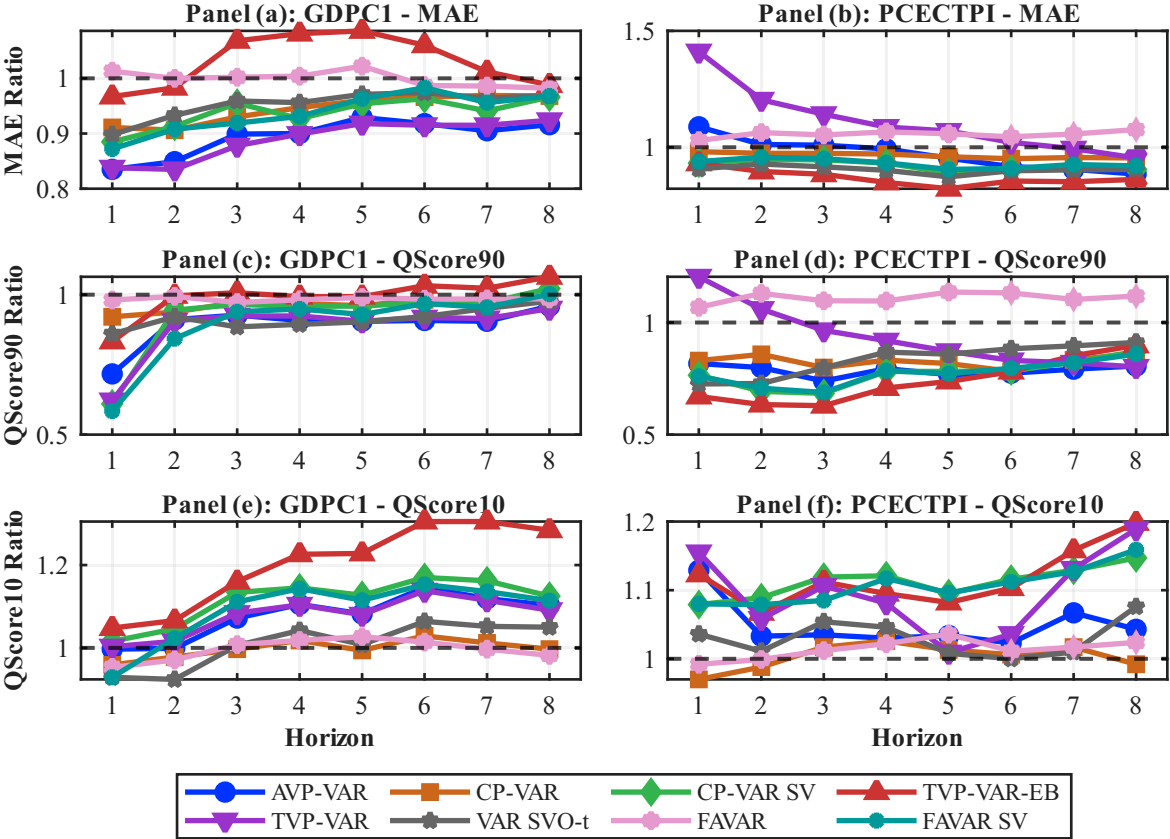 Panel (a): GDPC1 - MAE
MAE Ratio
1
0.9
0.8
1 2 3 4 5 6 7 8
Panel (b): PCECTPI - MAE
1.5
1
1 2 3 4 5 6 7 8
Panel (c): GDPC1 - QScore90
QScore90 Ratio
1
0.5
1 2 3 4 5 6 7 8
Panel (d): PCECTPI - QScore90
1
0.5
1 2 3 4 5 6 7 8
Panel (e): GDPC1 - QScore10
QScore10 Ratio
1.2
1
1 2 3 4 5 6 7 8
Horizon
Panel (f): PCECTPI - QScore10
1.2
1.1
1
1 2 3 4 5 6 7 8
Horizon
AVP-VAR CP-VAR CP-VAR SV TVP-VAR-EB
TVP-VAR VAR SVO-t FAVAR FAVAR SV